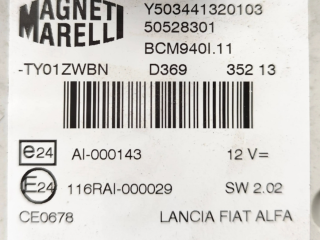 MAGNETI MARELLI
Y503441320103
50528301
BCM940I.11
-TY01ZWBN D369 352 13
e24 AI-000143 12 V=
E24 116RAI-000029 SW 2.02
CE0678 LANCIA FIAT ALFA